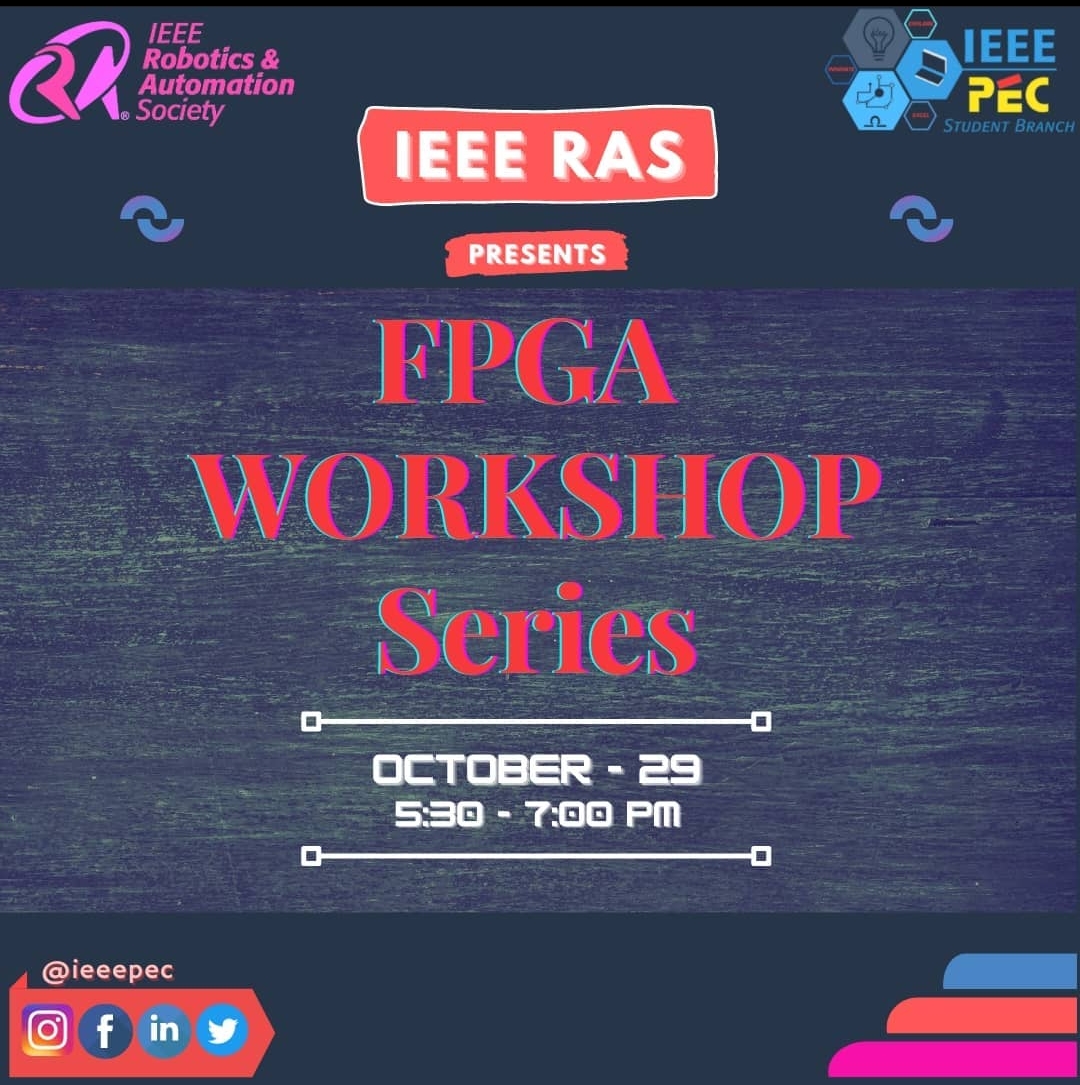 IEEE
Robotics &
Automation
Society
IEEE
PEC
STUDENT BRANCH
IEEE RAS
PRESENTS
FPGA
WORKSHOP
Series
OCTOBER - 29
5:30 - 7:00 PM
@ieeepec